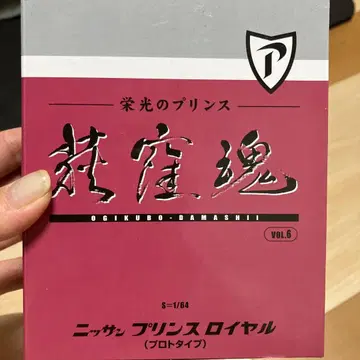 P
栄光のプリンス
荻窪魂
OGIKUBO-DAMASHII
VOL.6
S=1/64
ニッサン プリンス ロイヤル
(プロトタイプ)